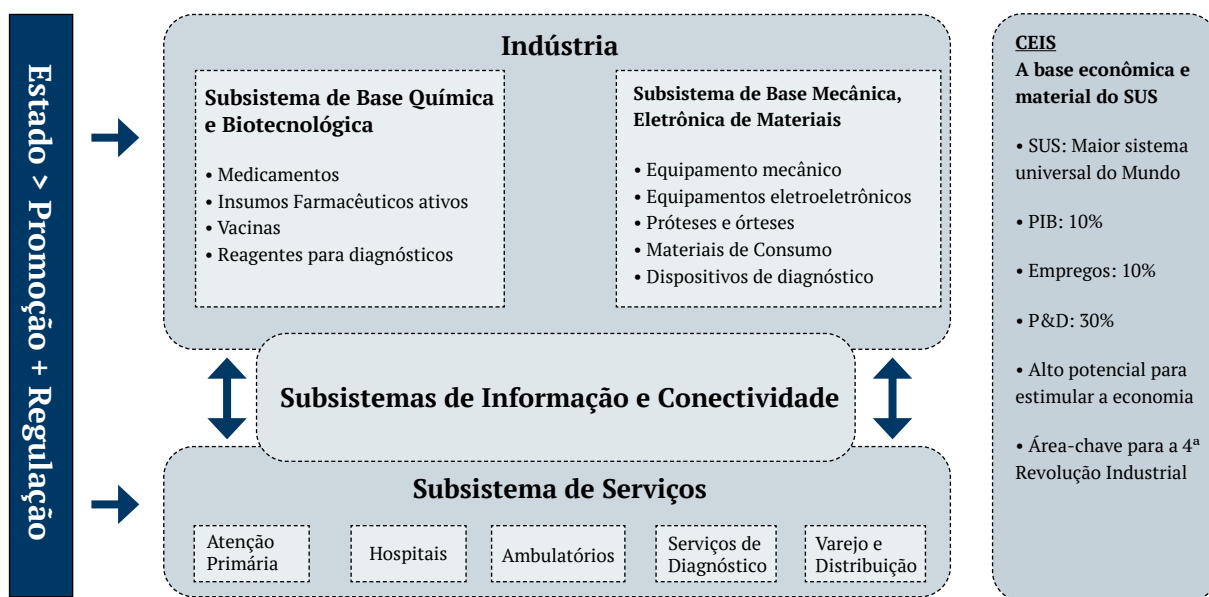 Estado > Promoção + Regulação
Indústria
Subsistema de Base Química
e Biotecnológica
• Medicamentos
• Insumos Farmacêuticos ativos
• Vacinas
• Reagentes para diagnósticos
Subsistema de Base Mecânica,
Eletrônica de Materiais
• Equipamento mecânico
• Equipamentos eletroeletrônicos
• Próteses e órteses
• Materiais de Consumo
• Dispositivos de diagnóstico
Subsistemas de Informação e Conectividade
Subsistema de Serviços
Atenção
Primária
Hospitais
Ambulatórios
Serviços de
Diagnóstico
Varejo e
Distribuição
CEIS
A base econômica e
material do SUS
• SUS: Maior sistema
universal do Mundo
• PIB: 10%
• Empregos: 10%
• P&D: 30%
• Alto potencial para
estimular a economia
• Área-chave para a 4ª
Revolução Industrial